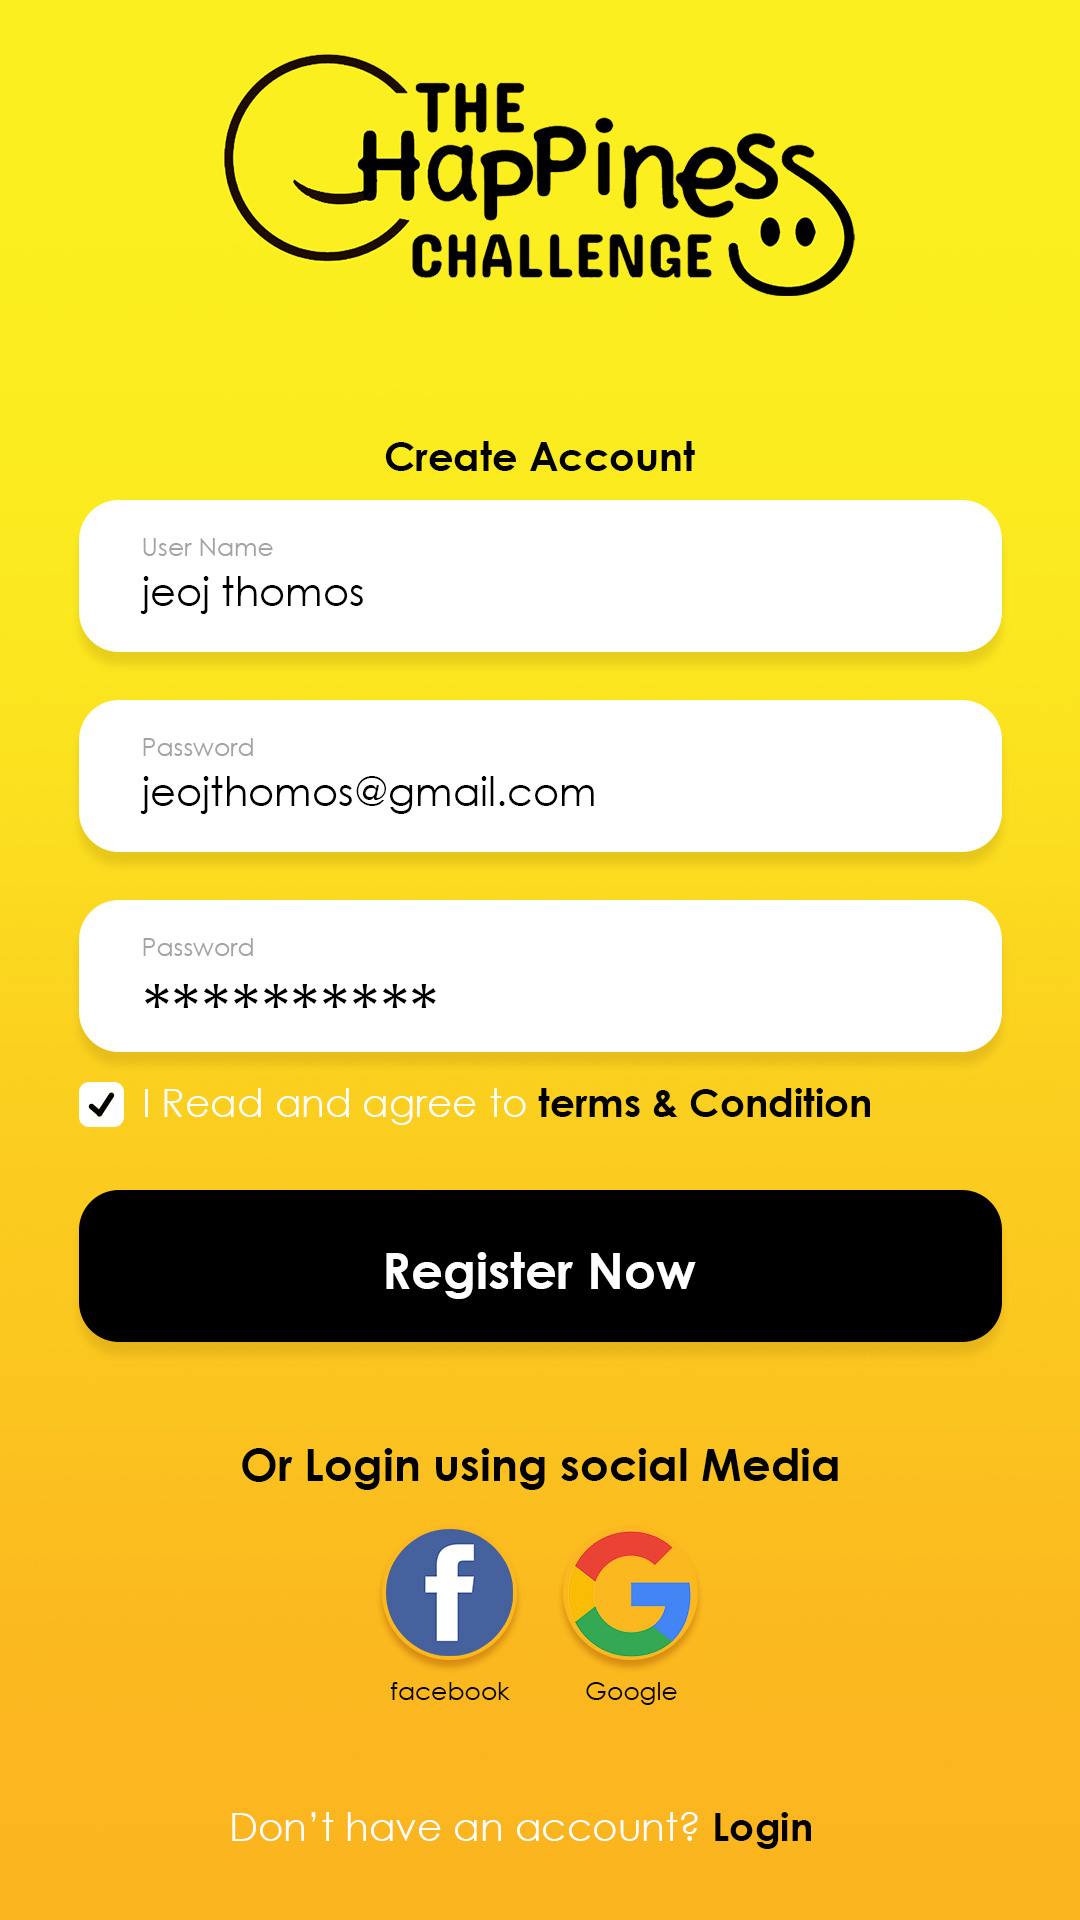 THE
HapPiness
CHALLENGE
Create Account
User Name
jeoj thomos
Password
jeojthomos@gmail.com
Password
**********
I Read and agree to terms & Condition
Register Now
Or Login using social Media
facebook
Google
Don’t have an account? Login